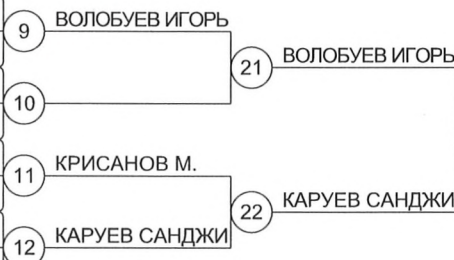 9 ВОЛОБУЕВ ИГОРЬ
21 ВОЛОБУЕВ ИГОРЬ
10
11 КРИСАНОВ М.
22 КАРУЕВ САНДЖИ
12 КАРУЕВ САНДЖИ